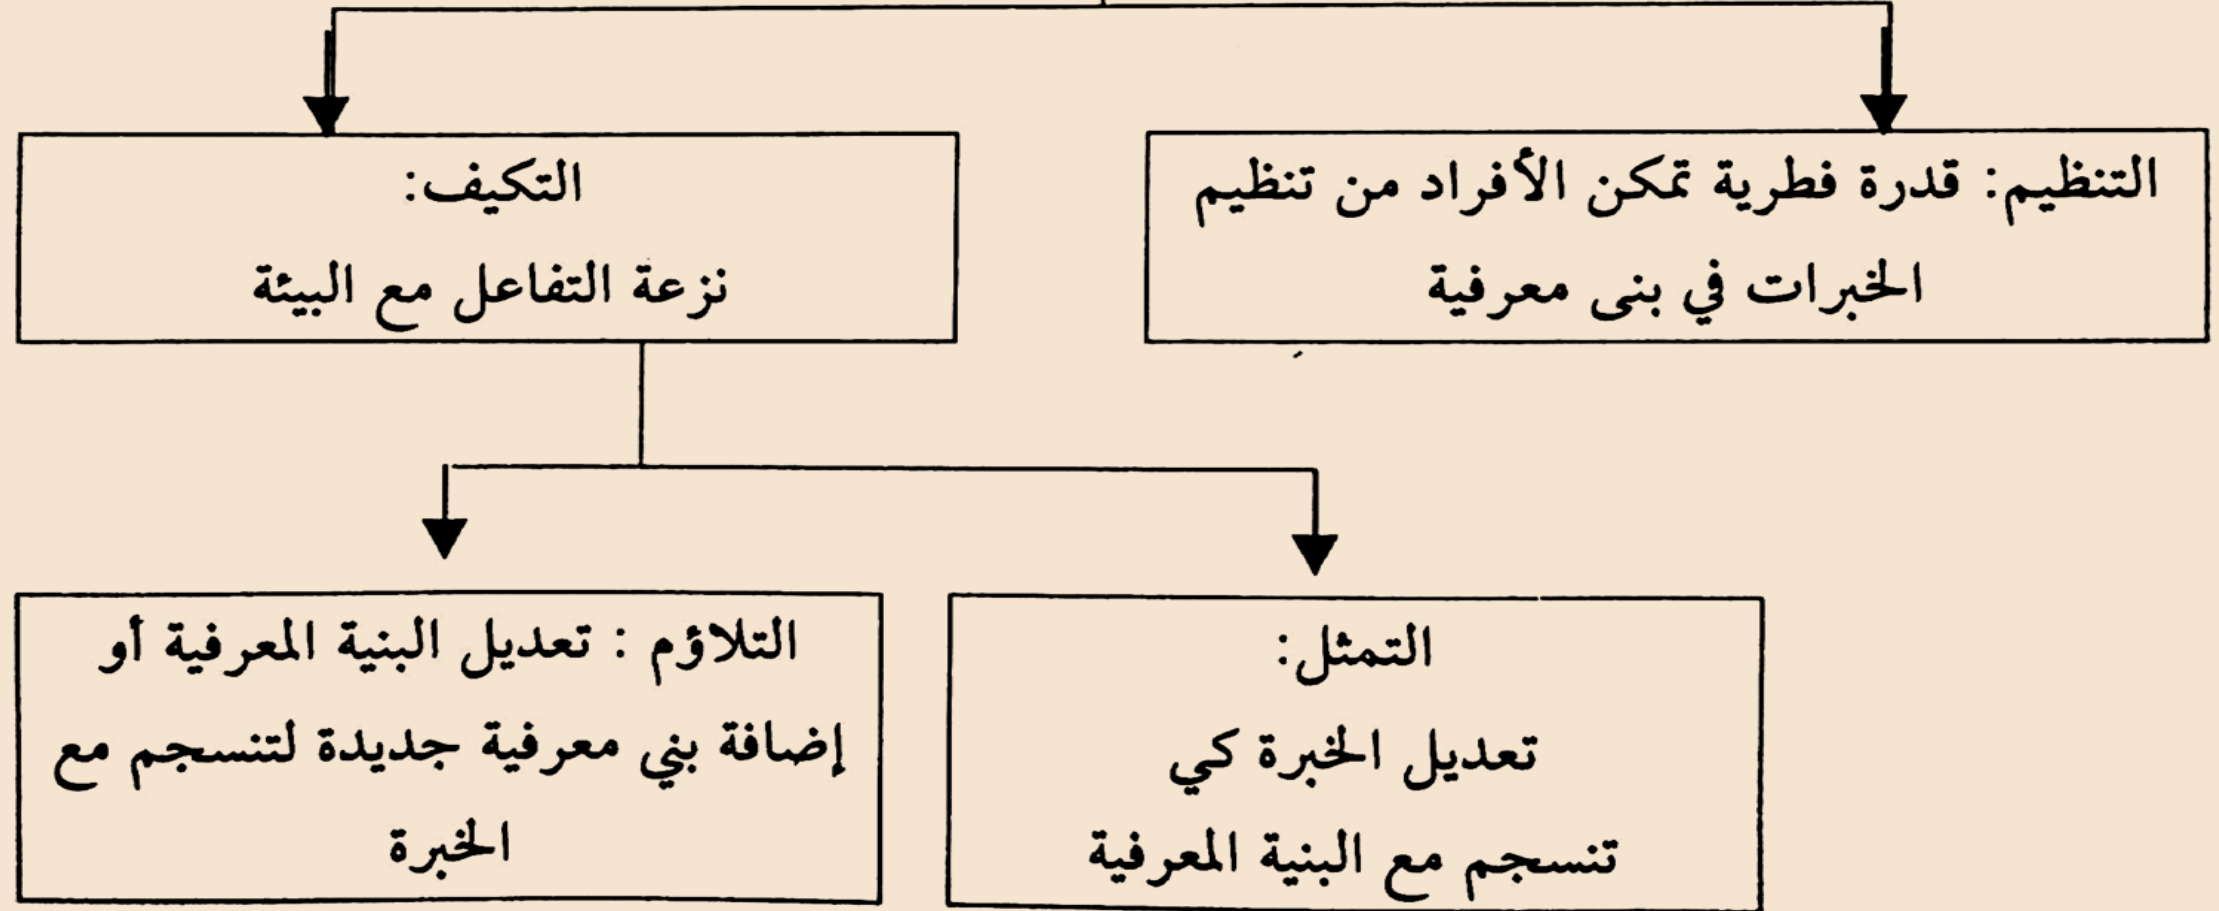 التنظيم: قدرة فطرية تمكن الأفراد من تنظيم
الخبرات في بنى معرفية
التكيف:
نزعة التفاعل مع البيئة
التمثل:
تعديل الخبرة كي
تنسجم مع البنية المعرفية
التلاؤم : تعديل البنية المعرفية أو
إضافة بني معرفية جديدة لتنسجم مع
الخبرة